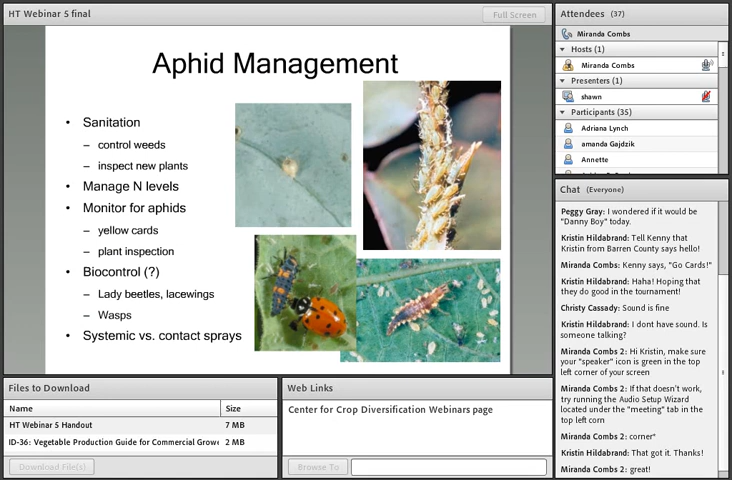 HT Webinar 5 final
Full Screen
Aphid Management
• Sanitation
– control weeds
– inspect new plants
• Manage N levels
• Monitor for aphids
– yellow cards
– plant inspection
• Biocontrol (?)
– Lady beetles, lacewings
– Wasps
• Systemic vs. contact sprays
Files to Download
Name Size
HT Webinar 5 Handout 7 MB
ID-36: Vegetable Production Guide for Commercial Growe 2 MB
Download File(s)
Web Links
Center for Crop Diversification Webinars page
Browse To
Attendees (37)
Miranda Combs
Hosts (1)
Miranda Combs
Presenters (1)
shawn
Participants (35)
Adriana Lynch
amanda Gajdzik
Annette
Chat (Everyone)
Peggy Gray: I wondered if it would be
"Danny Boy" today.
Kristin Hildabrand: Tell Kenny that
Kristin from Barren County says hello!
Miranda Combs: Kenny says, "Go Cards!"
Kristin Hildabrand: Haha! Hoping that
they do good in the tournament!
Christy Cassady: Sound is fine
Kristin Hildabrand: I dont have sound. Is
someone talking?
Miranda Combs 2: Hi Kristin, make sure
your "speaker" icon is green in the top
left corner of your screen
Miranda Combs 2: If that doesn't work,
try running the Audio Setup Wizard
located under the "meeting" tab in the
top left corn
Miranda Combs 2: corner*
Kristin Hildabrand: That got it. Thanks!
Miranda Combs 2: great!